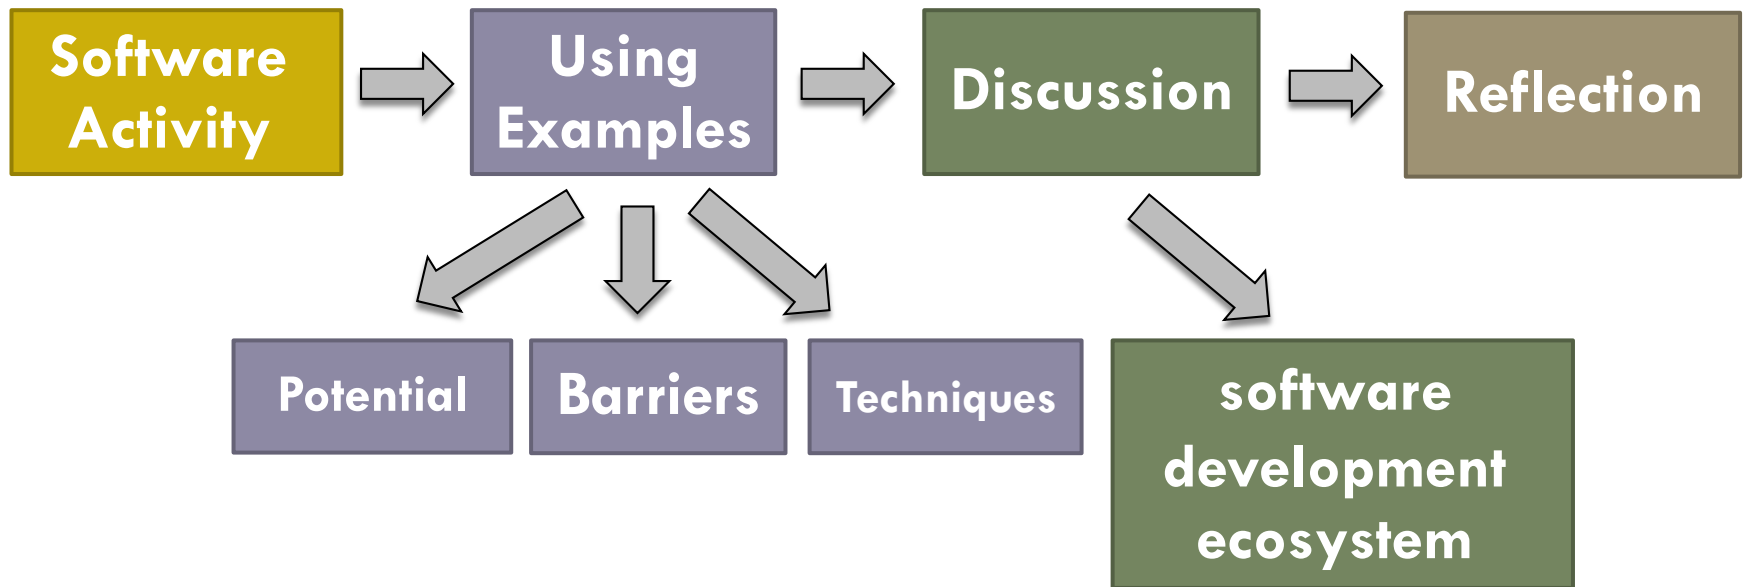 Software
Activity
Using
Examples
Discussion
Reflection
Potential
Barriers
Techniques
software
development
ecosystem